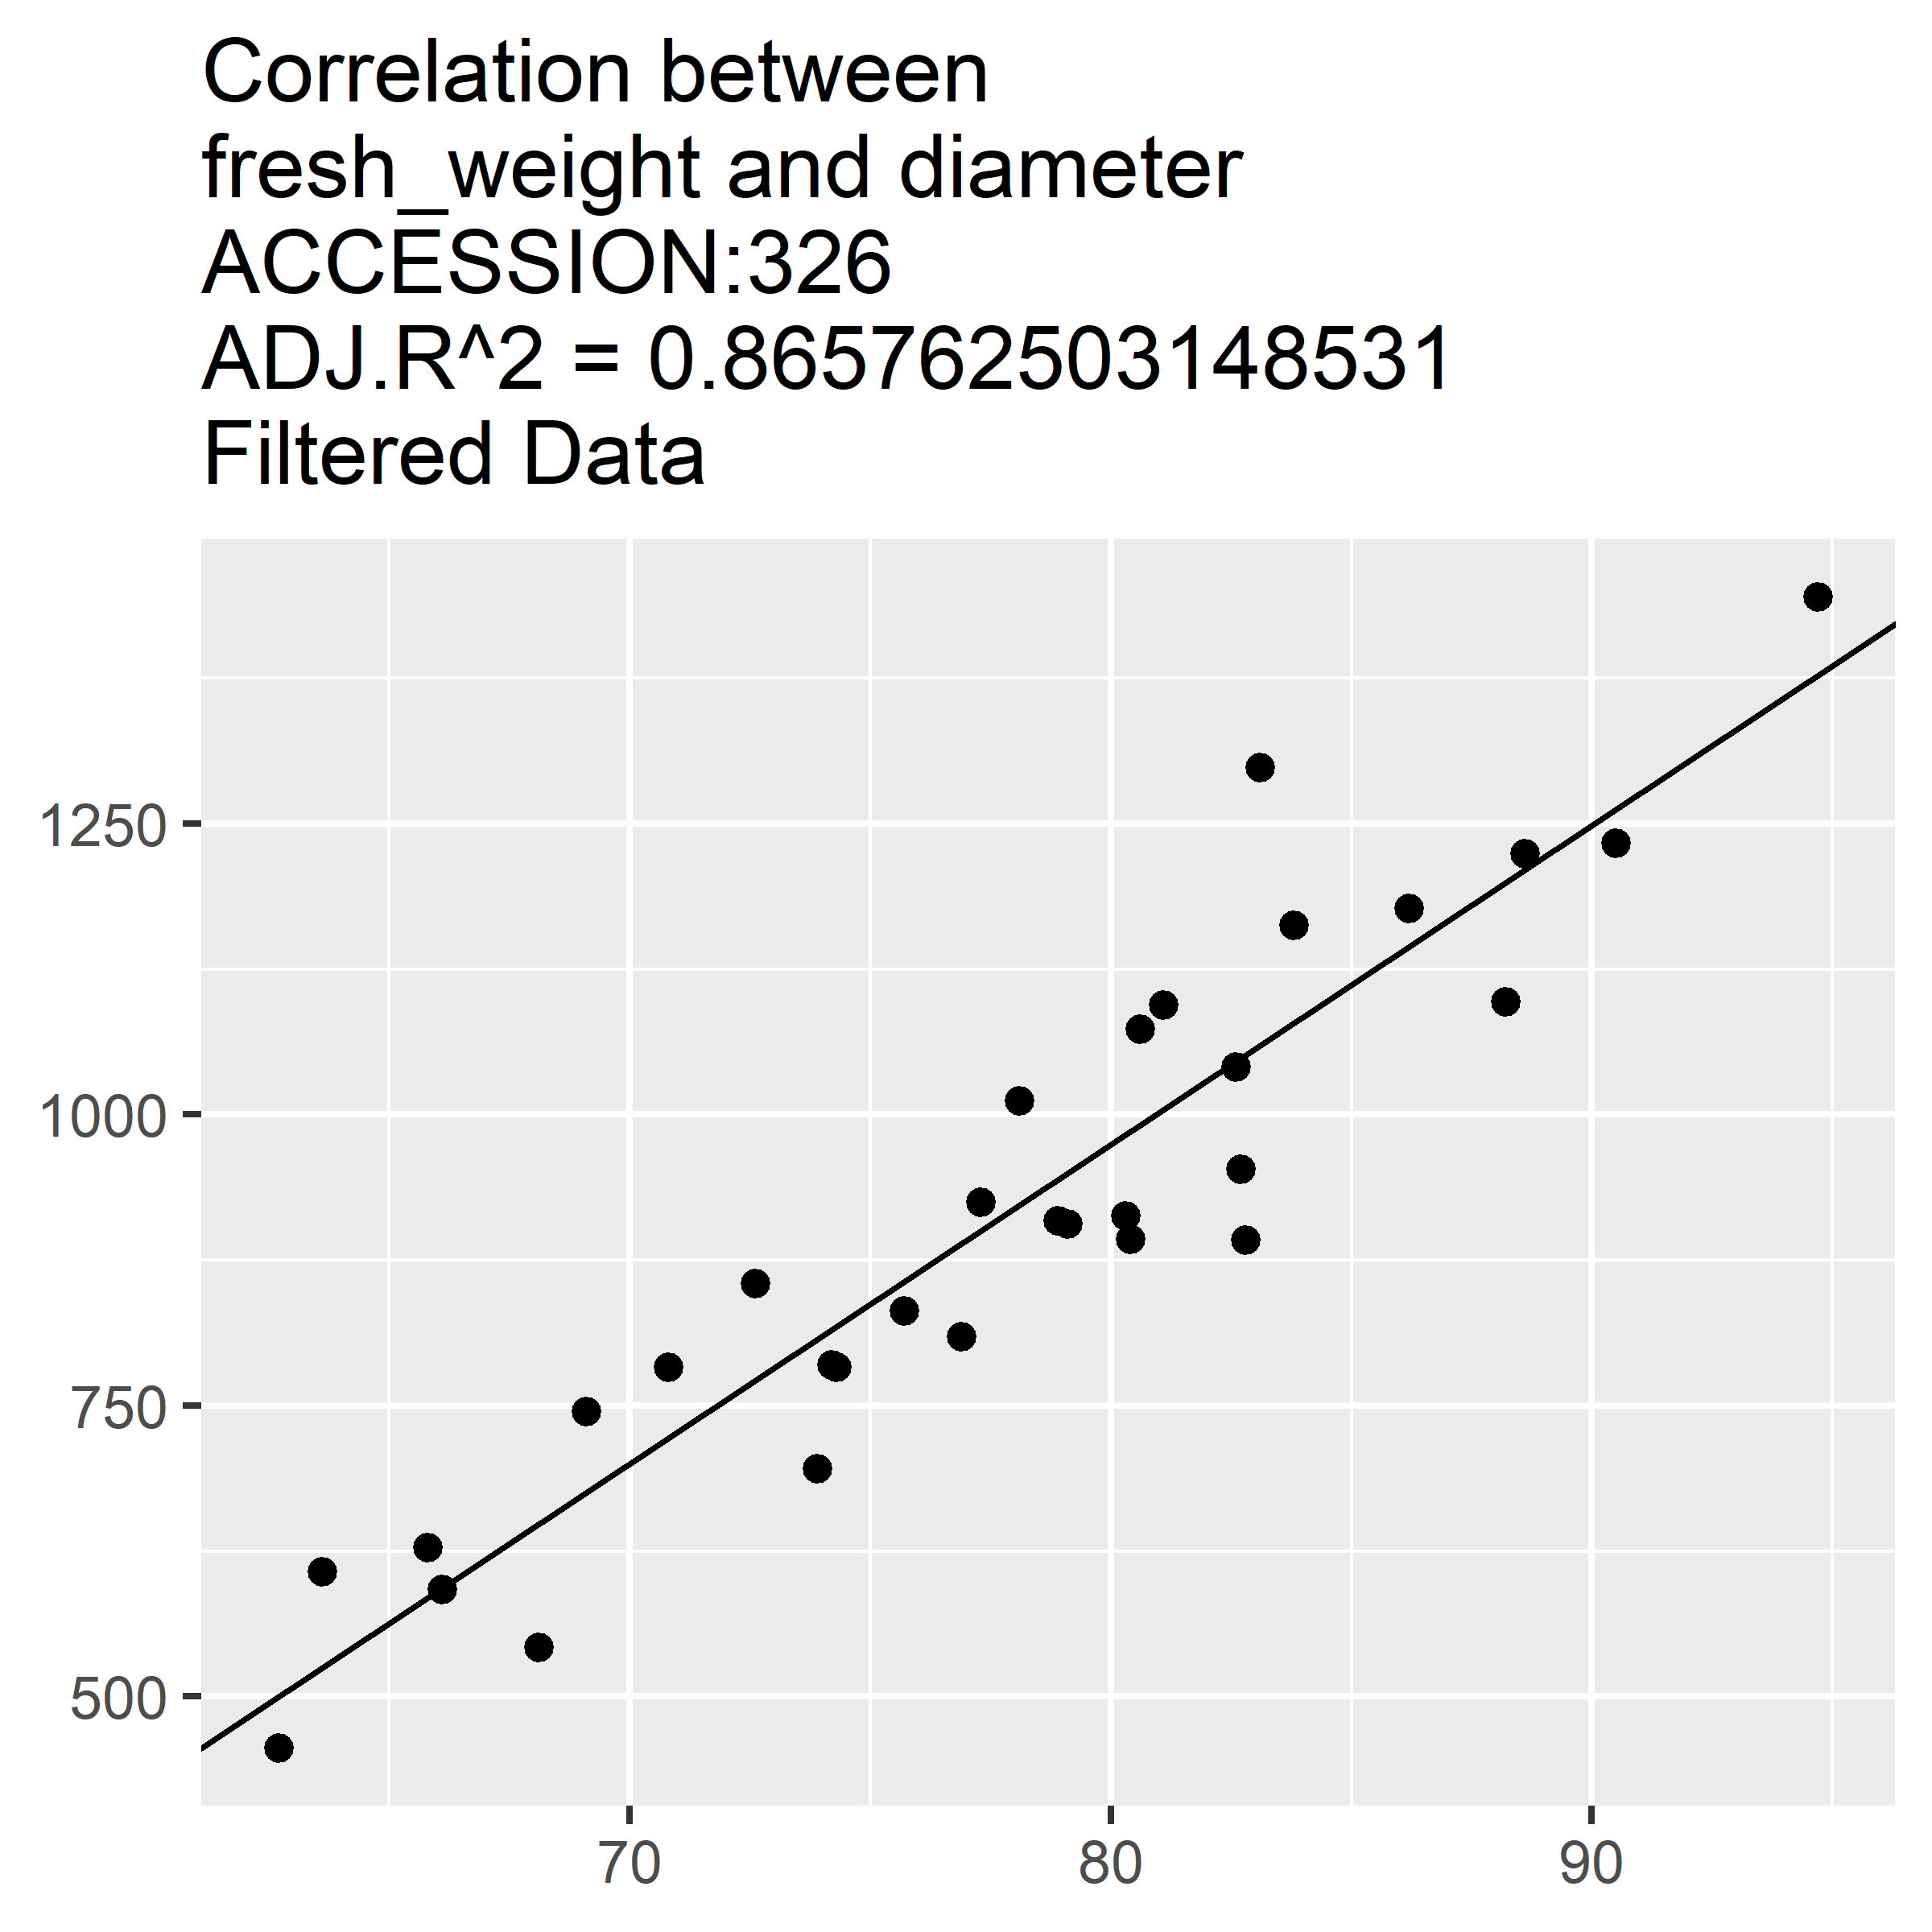 Correlation between
fresh_weight and diameter
ACCESSION:326
ADJ.R^2 = 0.865762503148531
Filtered Data
1250
1000
750
500
70 80 90